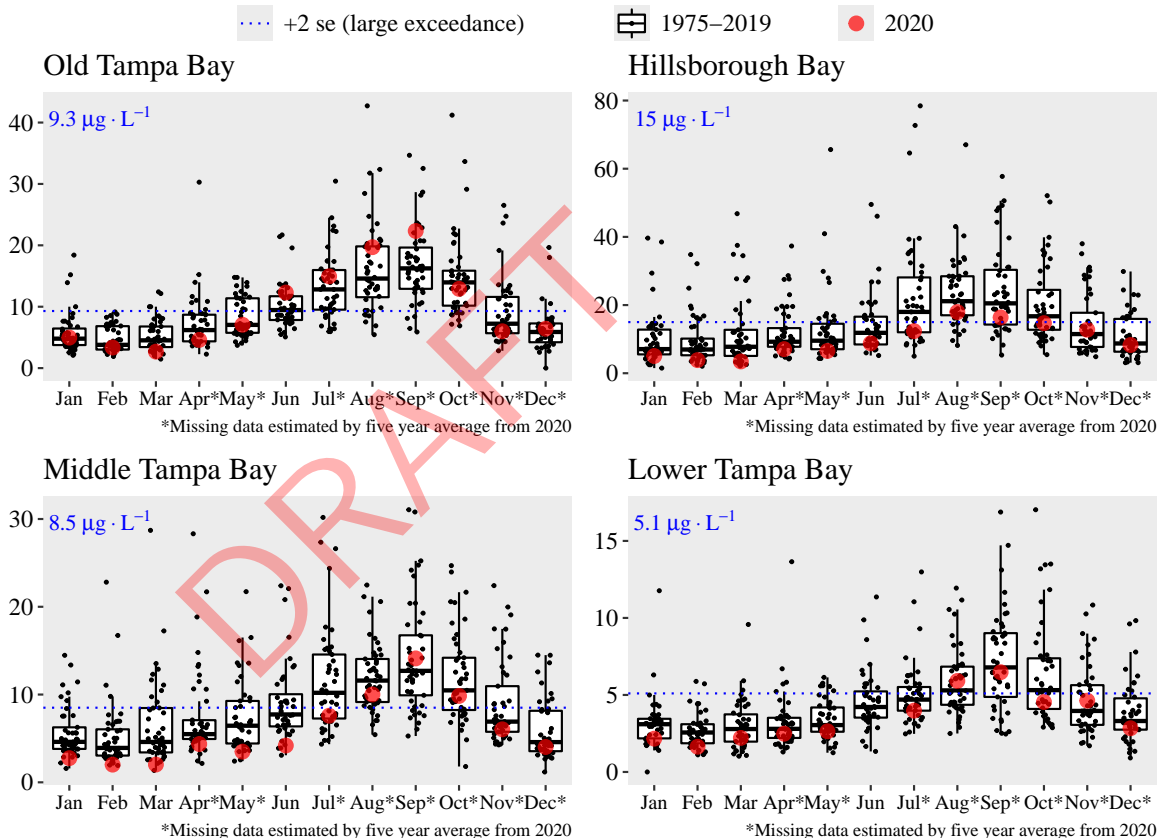 +2 se (large exceedance) 1975–2019 2020
Old Tampa Bay
9.3 μg · L⁻¹
40
30
20
10
0
Jan Feb Mar Apr* May* Jun Jul* Aug* Sep* Oct* Nov* Dec*
*Missing data estimated by five year average from 2020
Hillsborough Bay
15 μg · L⁻¹
80
60
40
20
0
Jan Feb Mar Apr* May* Jun Jul* Aug* Sep* Oct* Nov* Dec*
*Missing data estimated by five year average from 2020
Middle Tampa Bay
8.5 μg · L⁻¹
30
20
10
0
Jan Feb Mar Apr* May* Jun Jul* Aug* Sep* Oct* Nov* Dec*
*Missing data estimated by five year average from 2020
Lower Tampa Bay
5.1 μg · L⁻¹
15
10
5
0
Jan Feb Mar Apr* May* Jun Jul* Aug* Sep* Oct* Nov* Dec*
*Missing data estimated by five year average from 2020
DRAFT